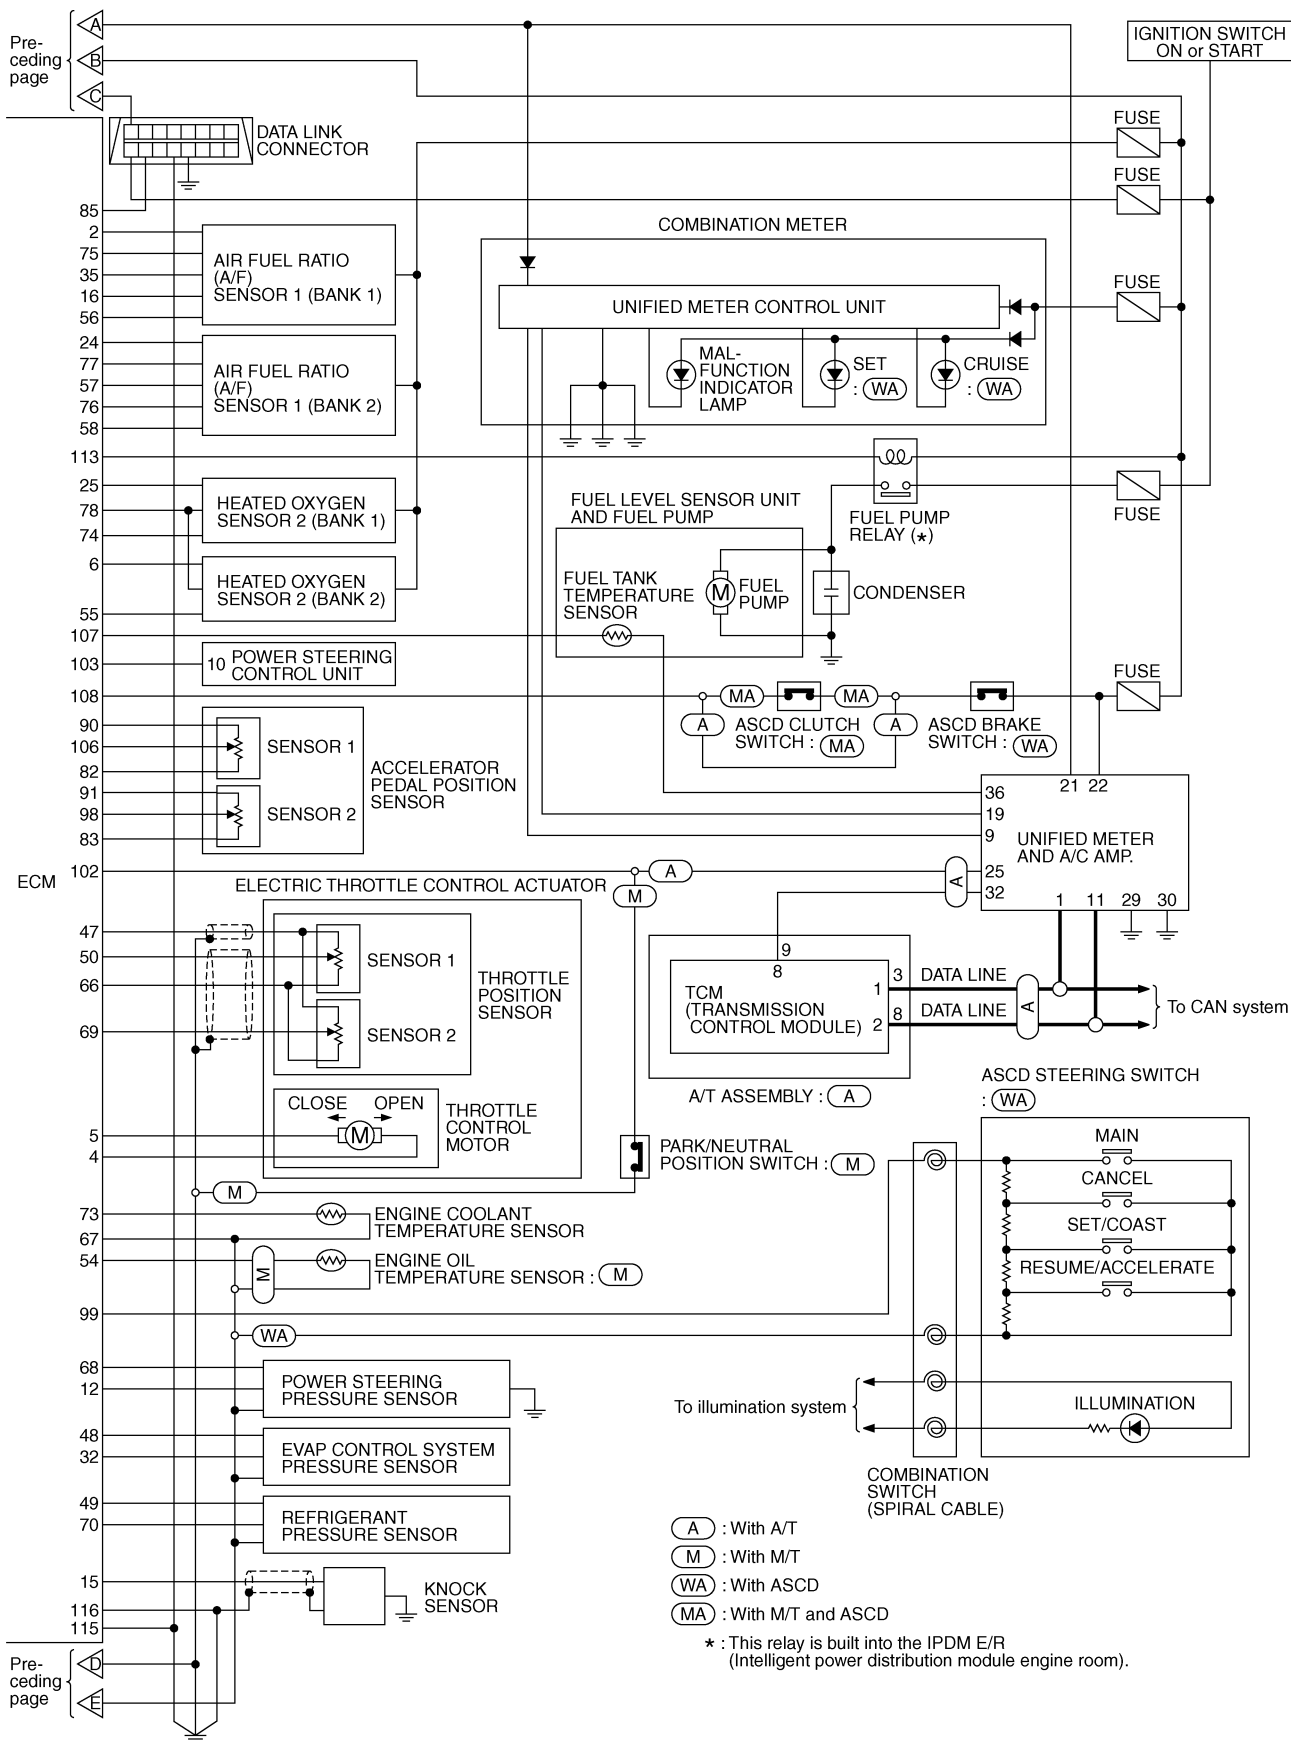 A
B
C
Pre-
ceding
page
IGNITION SWITCH
ON or START
DATA LINK
CONNECTOR
FUSE
FUSE
COMBINATION METER
85
2
75
35
16
56
AIR FUEL RATIO
(A/F)
SENSOR 1 (BANK 1)
24
77
57
76
58
AIR FUEL RATIO
(A/F)
SENSOR 1 (BANK 2)
UNIFIED METER CONTROL UNIT
FUSE
MAL-
FUNCTION
INDICATOR
LAMP
SET
: WA
CRUISE
: WA
113
25
78
74
HEATED OXYGEN
SENSOR 2 (BANK 1)
6
55
HEATED OXYGEN
SENSOR 2 (BANK 2)
FUEL LEVEL SENSOR UNIT
AND FUEL PUMP
FUEL PUMP
RELAY (*)
FUSE
FUEL TANK
TEMPERATURE
SENSOR
M
FUEL
PUMP
CONDENSER
107
103
10 POWER STEERING
CONTROL UNIT
108
MA
MA
A
A
ASCD CLUTCH
SWITCH : MA
ASCD BRAKE
SWITCH : WA
FUSE
90
106
82
91
98
83
SENSOR 1
SENSOR 2
ACCELERATOR
PEDAL POSITION
SENSOR
21 22
36
19
9
25
32
UNIFIED METER
AND A/C AMP.
1 11 29 30
ECM
102
A
A
M
ELECTRIC THROTTLE CONTROL ACTUATOR
47
50
66
69
SENSOR 1
SENSOR 2
THROTTLE
POSITION
SENSOR
9
8
TCM
(TRANSMISSION
CONTROL MODULE)
1
2
3
8
DATA LINE
DATA LINE
A
To CAN system
A/T ASSEMBLY : A
CLOSE OPEN
M
THROTTLE
CONTROL
MOTOR
5
4
PARK/NEUTRAL
POSITION SWITCH : M
M
ASCD STEERING SWITCH
: WA
MAIN
CANCEL
SET/COAST
RESUME/ACCELERATE
73
67
54
ENGINE COOLANT
TEMPERATURE SENSOR
M
ENGINE OIL
TEMPERATURE SENSOR : M
99
WA
68
12
POWER STEERING
PRESSURE SENSOR
To illumination system
ILLUMINATION
48
32
EVAP CONTROL SYSTEM
PRESSURE SENSOR
COMBINATION
SWITCH
(SPIRAL CABLE)
49
70
REFRIGERANT
PRESSURE SENSOR
A : With A/T
M : With M/T
WA : With ASCD
MA : With M/T and ASCD
* : This relay is built into the IPDM E/R
(Intelligent power distribution module engine room).
15
116
115
KNOCK
SENSOR
Pre-
ceding
page
D
E